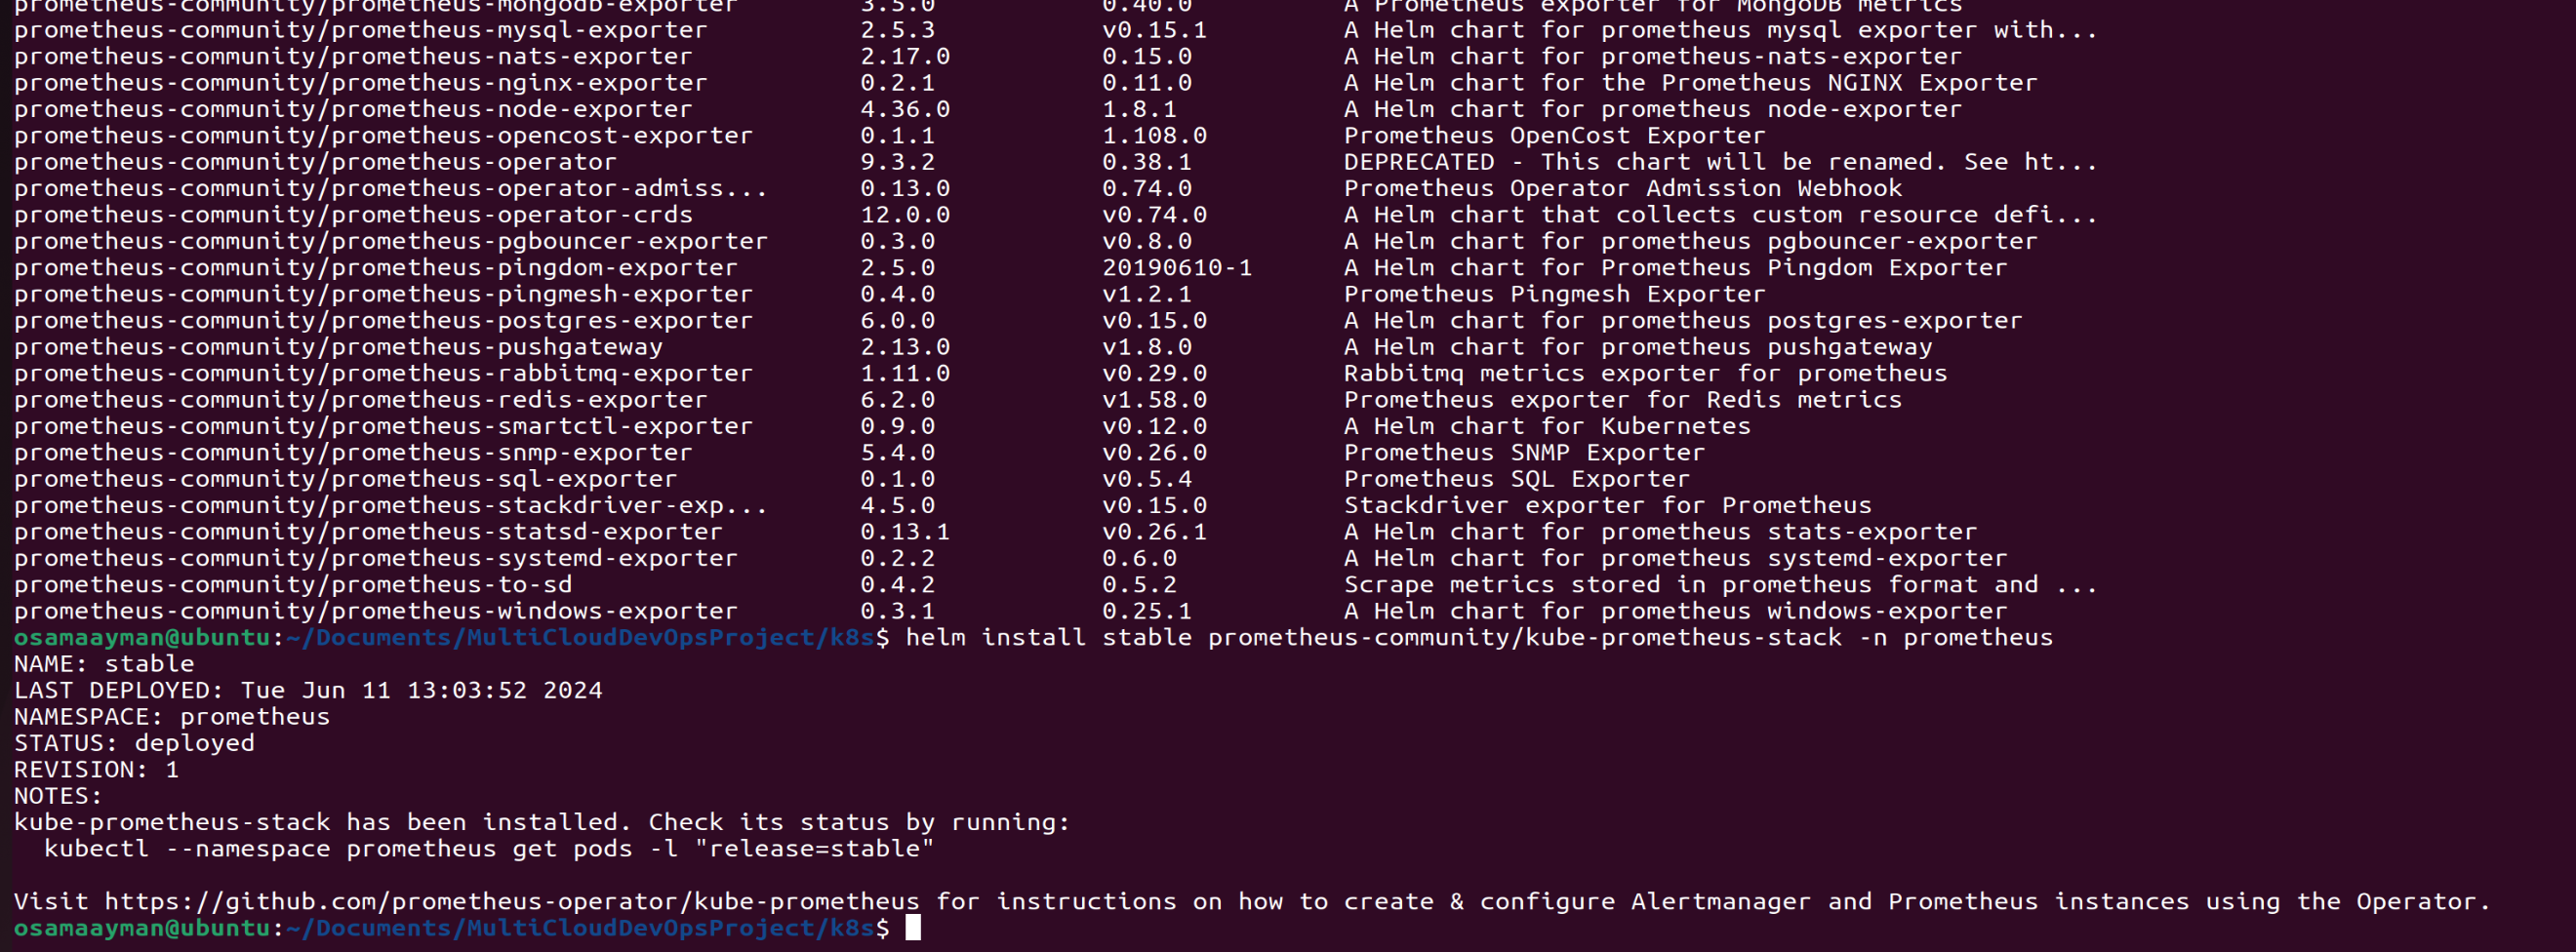 prometheus-community/prometheus-mongodb-exporter 3.5.0 0.40.0 A Prometheus exporter for MongoDB metrics
prometheus-community/prometheus-mysql-exporter 2.5.3 v0.15.1 A Helm chart for prometheus mysql exporter with...
prometheus-community/prometheus-nats-exporter 2.17.0 0.15.0 A Helm chart for prometheus-nats-exporter
prometheus-community/prometheus-nginx-exporter 0.2.1 0.11.0 A Helm chart for the Prometheus NGINX Exporter
prometheus-community/prometheus-node-exporter 4.36.0 1.8.1 A Helm chart for prometheus node-exporter
prometheus-community/prometheus-opencost-exporter 0.1.1 1.108.0 Prometheus OpenCost Exporter
prometheus-community/prometheus-operator 9.3.2 0.38.1 DEPRECATED - This chart will be renamed. See ht...
prometheus-community/prometheus-operator-admiss... 0.13.0 0.74.0 Prometheus Operator Admission Webhook
prometheus-community/prometheus-operator-crds 12.0.0 v0.74.0 A Helm chart that collects custom resource defi...
prometheus-community/prometheus-pgbouncer-exporter 0.3.0 v0.8.0 A Helm chart for prometheus pgbouncer-exporter
prometheus-community/prometheus-pingdom-exporter 2.5.0 20190610-1 A Helm chart for Prometheus Pingdom Exporter
prometheus-community/prometheus-pingmesh-exporter 0.4.0 v1.2.1 Prometheus Pingmesh Exporter
prometheus-community/prometheus-postgres-exporter 6.0.0 v0.15.0 A Helm chart for prometheus postgres-exporter
prometheus-community/prometheus-pushgateway 2.13.0 v1.8.0 A Helm chart for prometheus pushgateway
prometheus-community/prometheus-rabbitmq-exporter 1.11.0 v0.29.0 Rabbitmq metrics exporter for prometheus
prometheus-community/prometheus-redis-exporter 6.2.0 v1.58.0 Prometheus exporter for Redis metrics
prometheus-community/prometheus-smartctl-exporter 0.9.0 v0.12.0 A Helm chart for Kubernetes
prometheus-community/prometheus-snmp-exporter 5.4.0 v0.26.0 Prometheus SNMP Exporter
prometheus-community/prometheus-sql-exporter 0.1.0 v0.5.4 Prometheus SQL Exporter
prometheus-community/prometheus-stackdriver-exp... 4.5.0 v0.15.0 Stackdriver exporter for Prometheus
prometheus-community/prometheus-statsd-exporter 0.13.1 v0.26.1 A Helm chart for prometheus stats-exporter
prometheus-community/prometheus-systemd-exporter 0.2.2 0.6.0 A Helm chart for prometheus systemd-exporter
prometheus-community/prometheus-to-sd 0.4.2 0.5.2 Scrape metrics stored in prometheus format and ...
prometheus-community/prometheus-windows-exporter 0.3.1 0.25.1 A Helm chart for prometheus windows-exporter
osamaayman@ubuntu:~/Documents/MultiCloudDevOpsProject/k8s$ helm install stable prometheus-community/kube-prometheus-stack -n prometheus
NAME: stable
LAST DEPLOYED: Tue Jun 11 13:03:52 2024
NAMESPACE: prometheus
STATUS: deployed
REVISION: 1
NOTES:
kube-prometheus-stack has been installed. Check its status by running:
kubectl --namespace prometheus get pods -l "release=stable"
Visit https://github.com/prometheus-operator/kube-prometheus for instructions on how to create & configure Alertmanager and Prometheus instances using the Operator.
osamaayman@ubuntu:~/Documents/MultiCloudDevOpsProject/k8s$